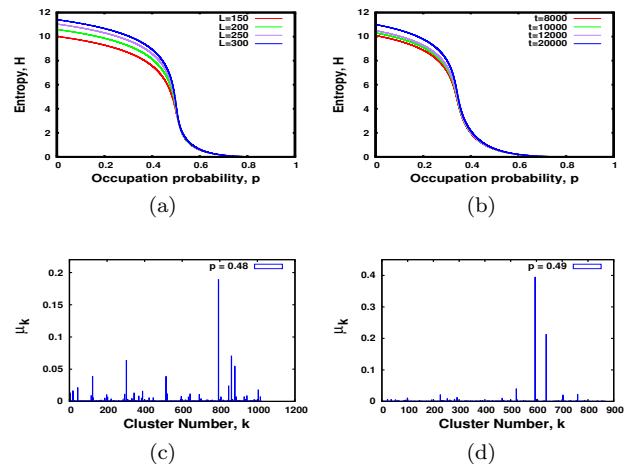 Entropy, H
12
10
8
6
4
2
0
L=150
L=200
L=250
L=300
0 0.2 0.4 0.6 0.8 1
Occupation probability, p
(a)
Entropy, H
12
10
8
6
4
2
0
t=8000
t=10000
t=12000
t=20000
0 0.2 0.4 0.6 0.8 1
Occupation probability, p
(b)
μk
0.2
0.15
0.1
0.05
0
p = 0.48
0 200 400 600 800 1000 1200
Cluster Number, k
(c)
μk
0.4
0.3
0.2
0.1
0
p = 0.49
0 100 200 300 400 500 600 700 800 900
Cluster Number, k
(d)